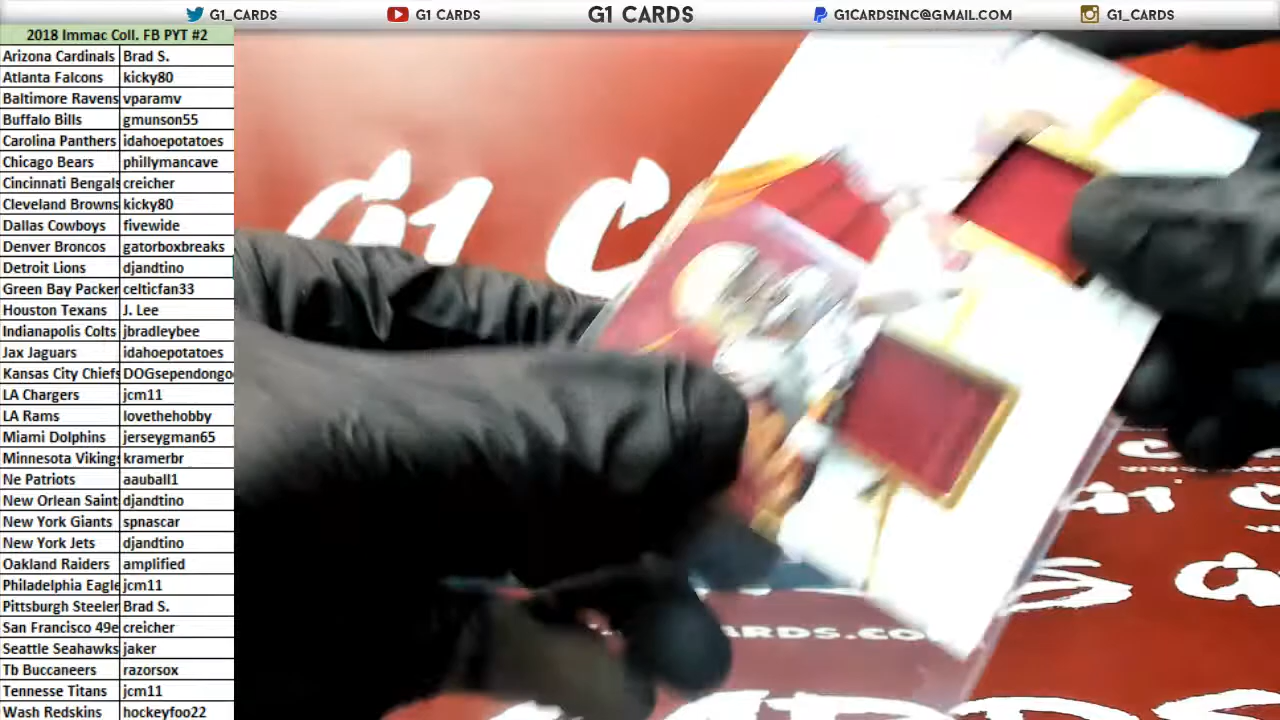 G1_CARDS G1 CARDS G1 CARDS G1CARDSINC@GMAIL.COM G1_CARDS
2018 Immac Coll. FB PYT #2
Arizona Cardinals Brad S.
Atlanta Falcons kicky80
Baltimore Ravens vparamv
Buffalo Bills gmunson55
Carolina Panthers idahoepotatoes
Chicago Bears phillymancave
Cincinnati Bengals creicher
Cleveland Browns kicky80
Dallas Cowboys fivewide
Denver Broncos gatorboxbreaks
Detroit Lions djandtino
Green Bay Packer celticfan33
Houston Texans J. Lee
Indianapolis Colts jbradleybee
Jax Jaguars idahoepotatoes
Kansas City Chiefs DOGsependongo
LA Chargers jcm11
LA Rams lovethehobby
Miami Dolphins jerseygman65
Minnesota Vikings kramerbr
Ne Patriots aauball1
New Orlean Saint djandtino
New York Giants spnascar
New York Jets djandtino
Oakland Raiders amplified
Philadelphia Eagle jcm11
Pittsburgh Steeler Brad S.
San Francisco 49e creicher
Seattle Seahawks jaker
Tb Buccaneers razorsox
Tennesse Titans jcm11
Wash Redskins hockeyfoo22
G1 C